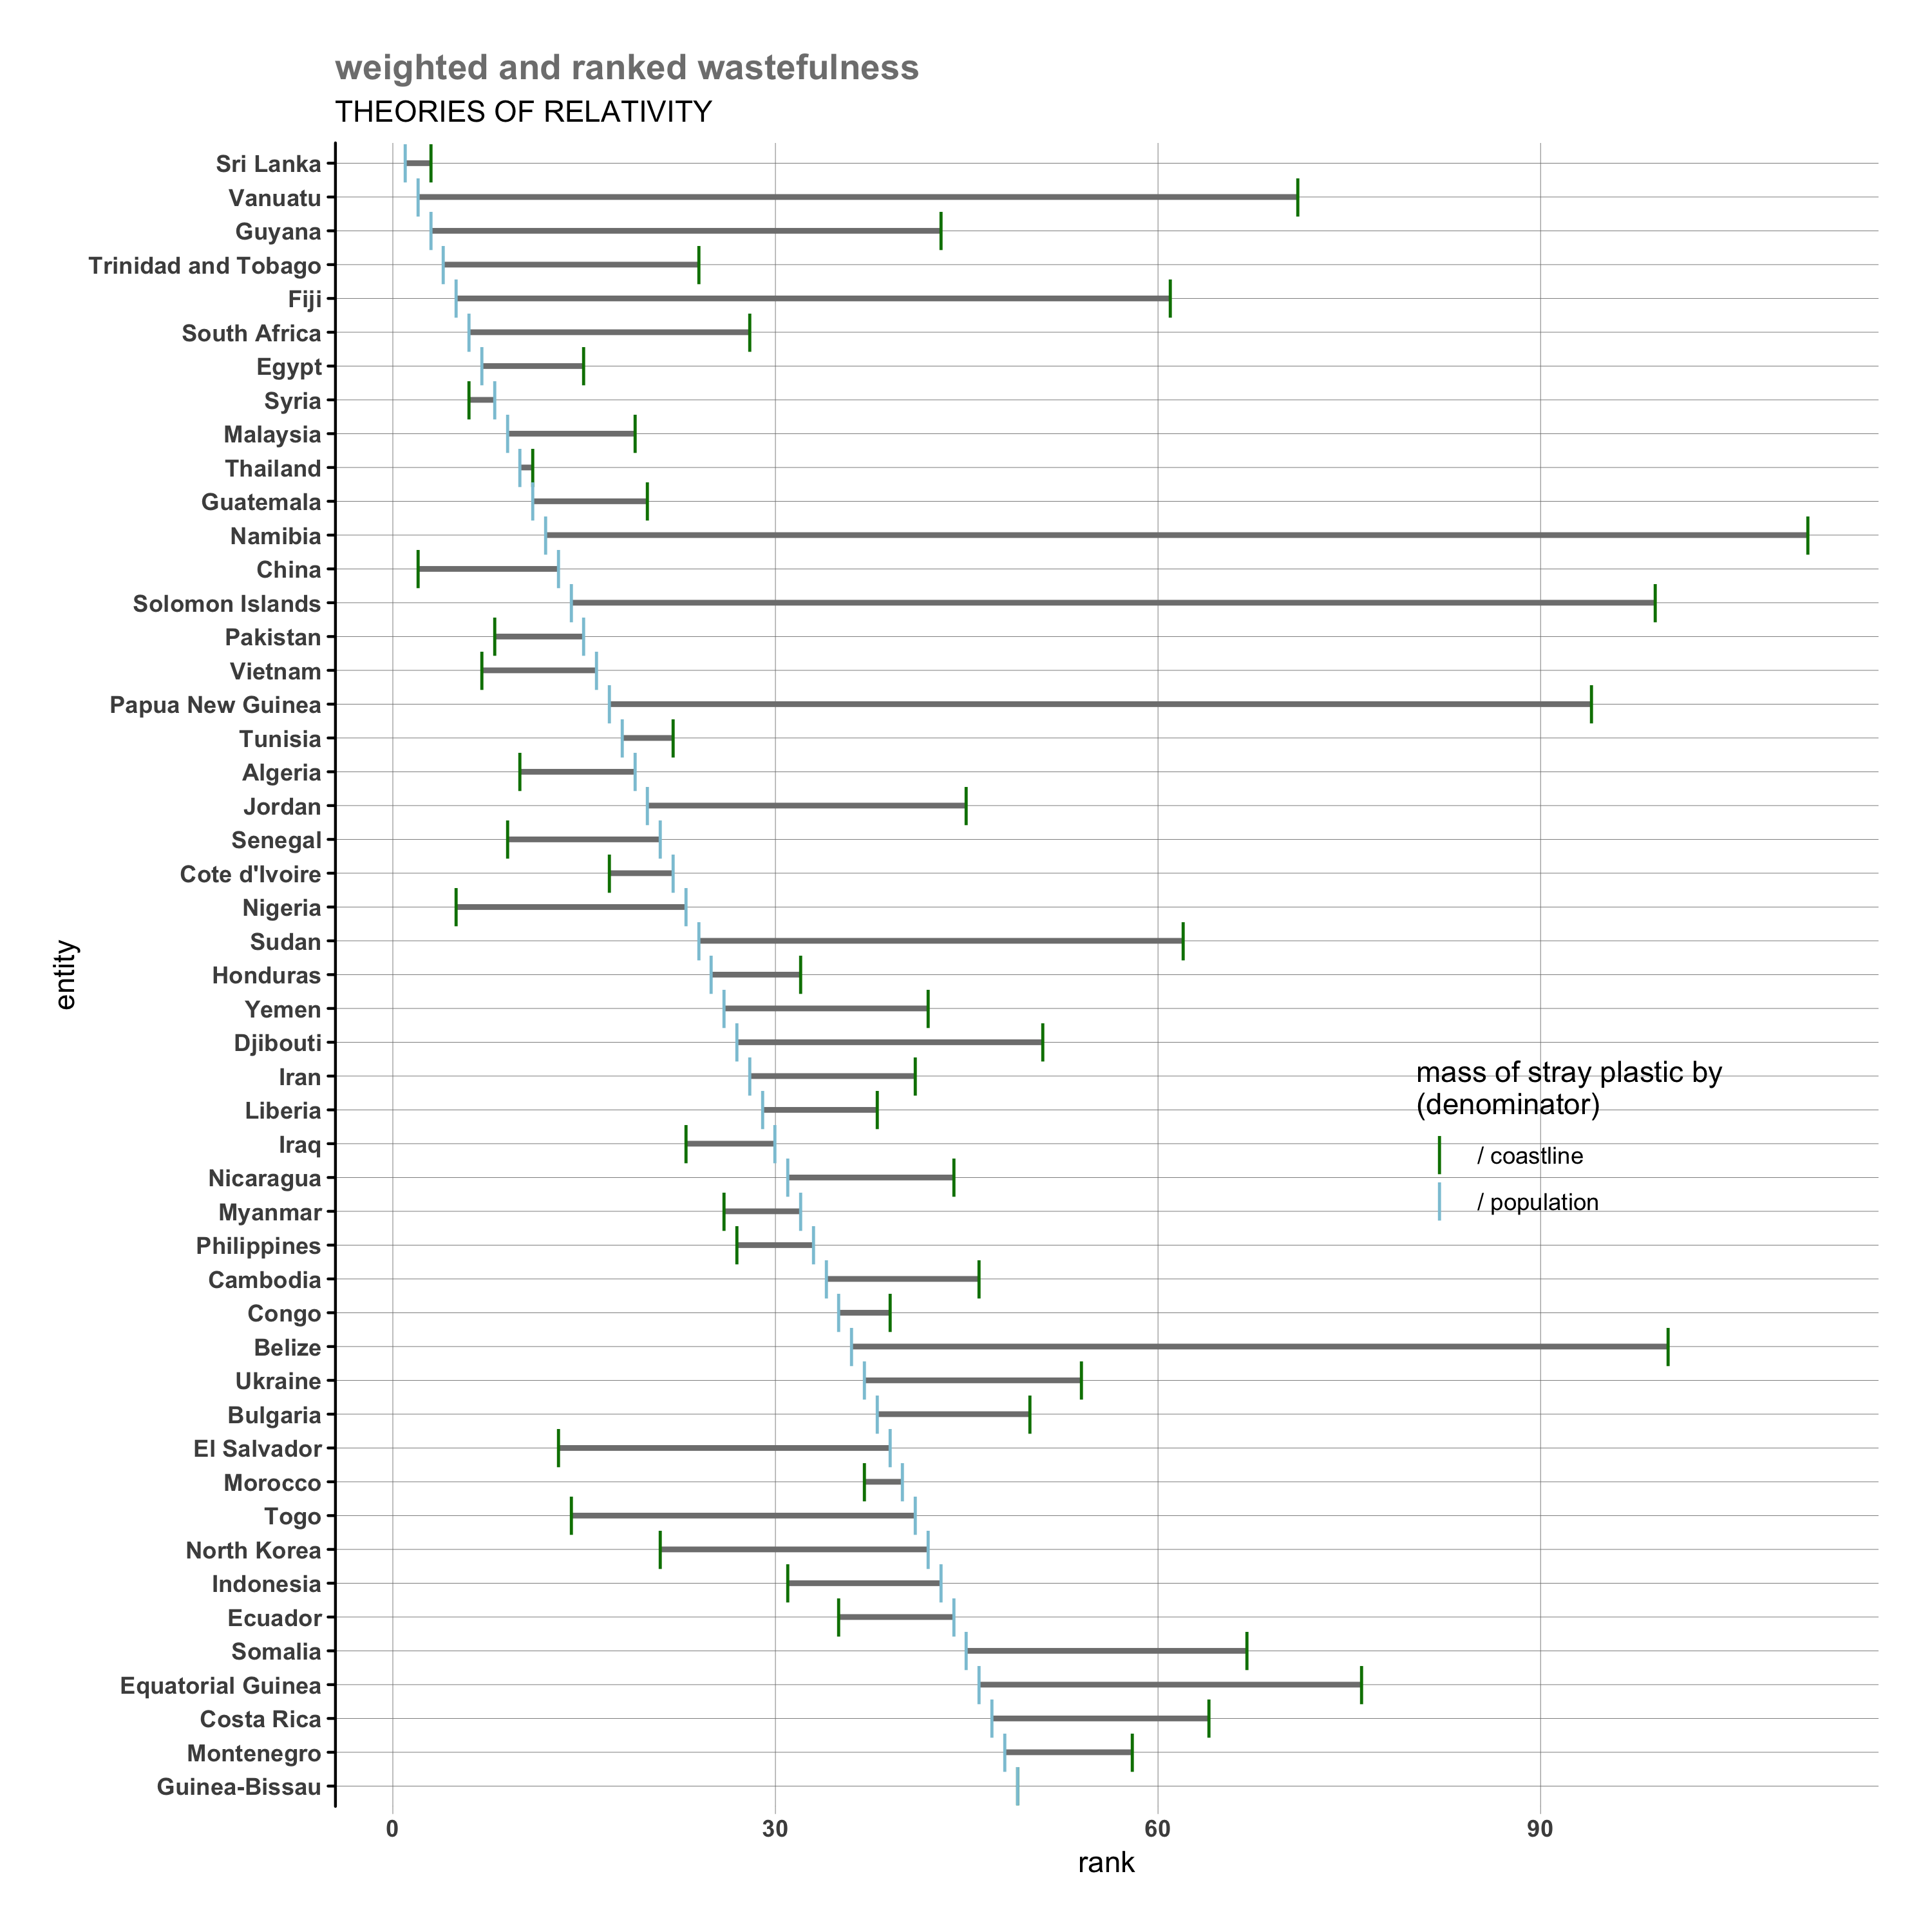 weighted and ranked wastefulness
THEORIES OF RELATIVITY
Sri Lanka
Vanuatu
Guyana
Trinidad and Tobago
Fiji
South Africa
Egypt
Syria
Malaysia
Thailand
Guatemala
Namibia
China
Solomon Islands
Pakistan
Vietnam
Papua New Guinea
Tunisia
Algeria
Jordan
Senegal
Cote d'Ivoire
Nigeria
Sudan
Honduras
Yemen
Djibouti
Iran
Liberia
Iraq
Nicaragua
Myanmar
Philippines
Cambodia
Congo
Belize
Ukraine
Bulgaria
El Salvador
Morocco
Togo
North Korea
Indonesia
Ecuador
Somalia
Equatorial Guinea
Costa Rica
Montenegro
Guinea-Bissau
entity
mass of stray plastic by
(denominator)
/ coastline
/ population
0 30 60 90
rank